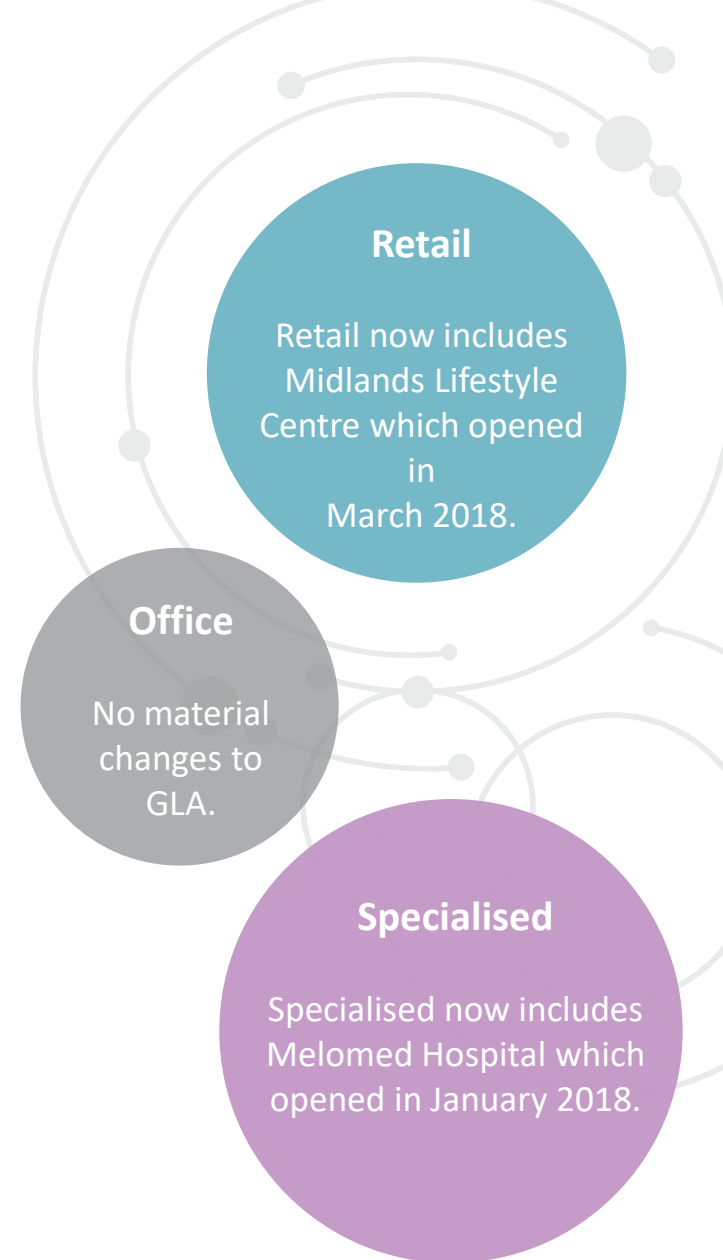 Retail
Retail now includes
Midlands Lifestyle
Centre which opened
in
March 2018.
Office
No material
changes to
GLA.
Specialised
Specialised now includes
Melomed Hospital which
opened in January 2018.